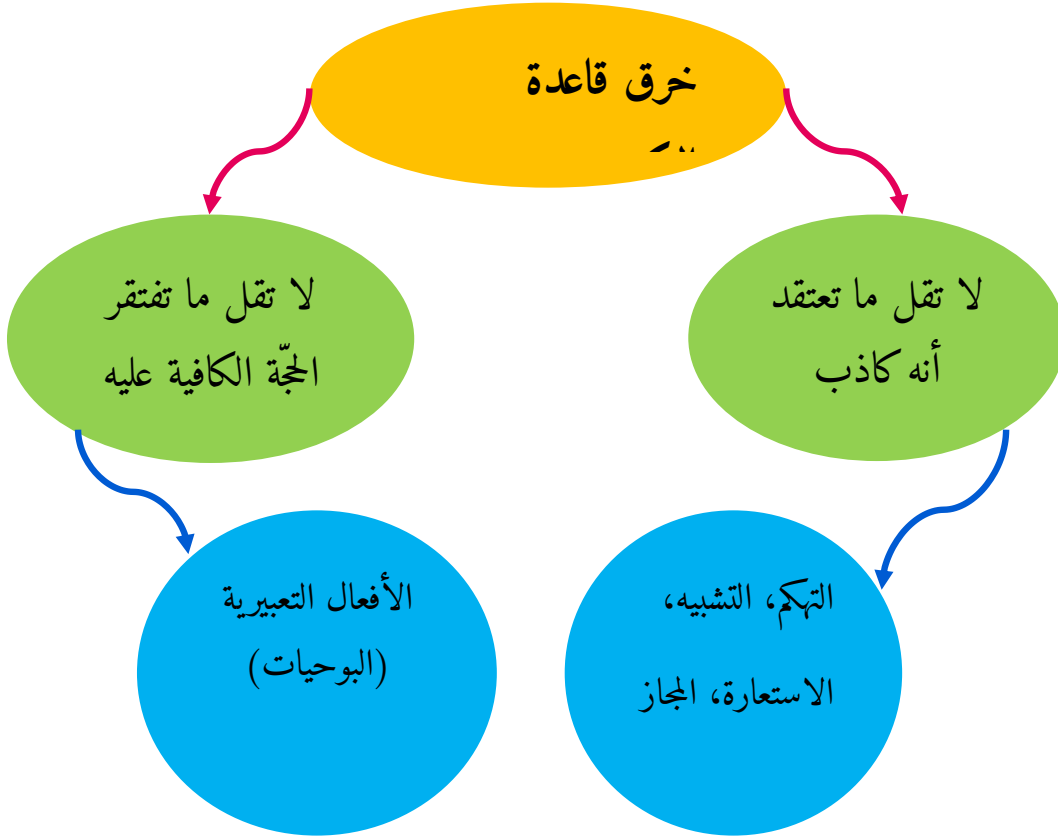 خرق قاعدة
لا تقل ما تعتقد
أنه كاذب
لا تقل ما تفتقر
الحجّة الكافية عليه
التهكم، التشبيه،
الاستعارة، المجاز
الأفعال التعبيرية
(البوحيات)